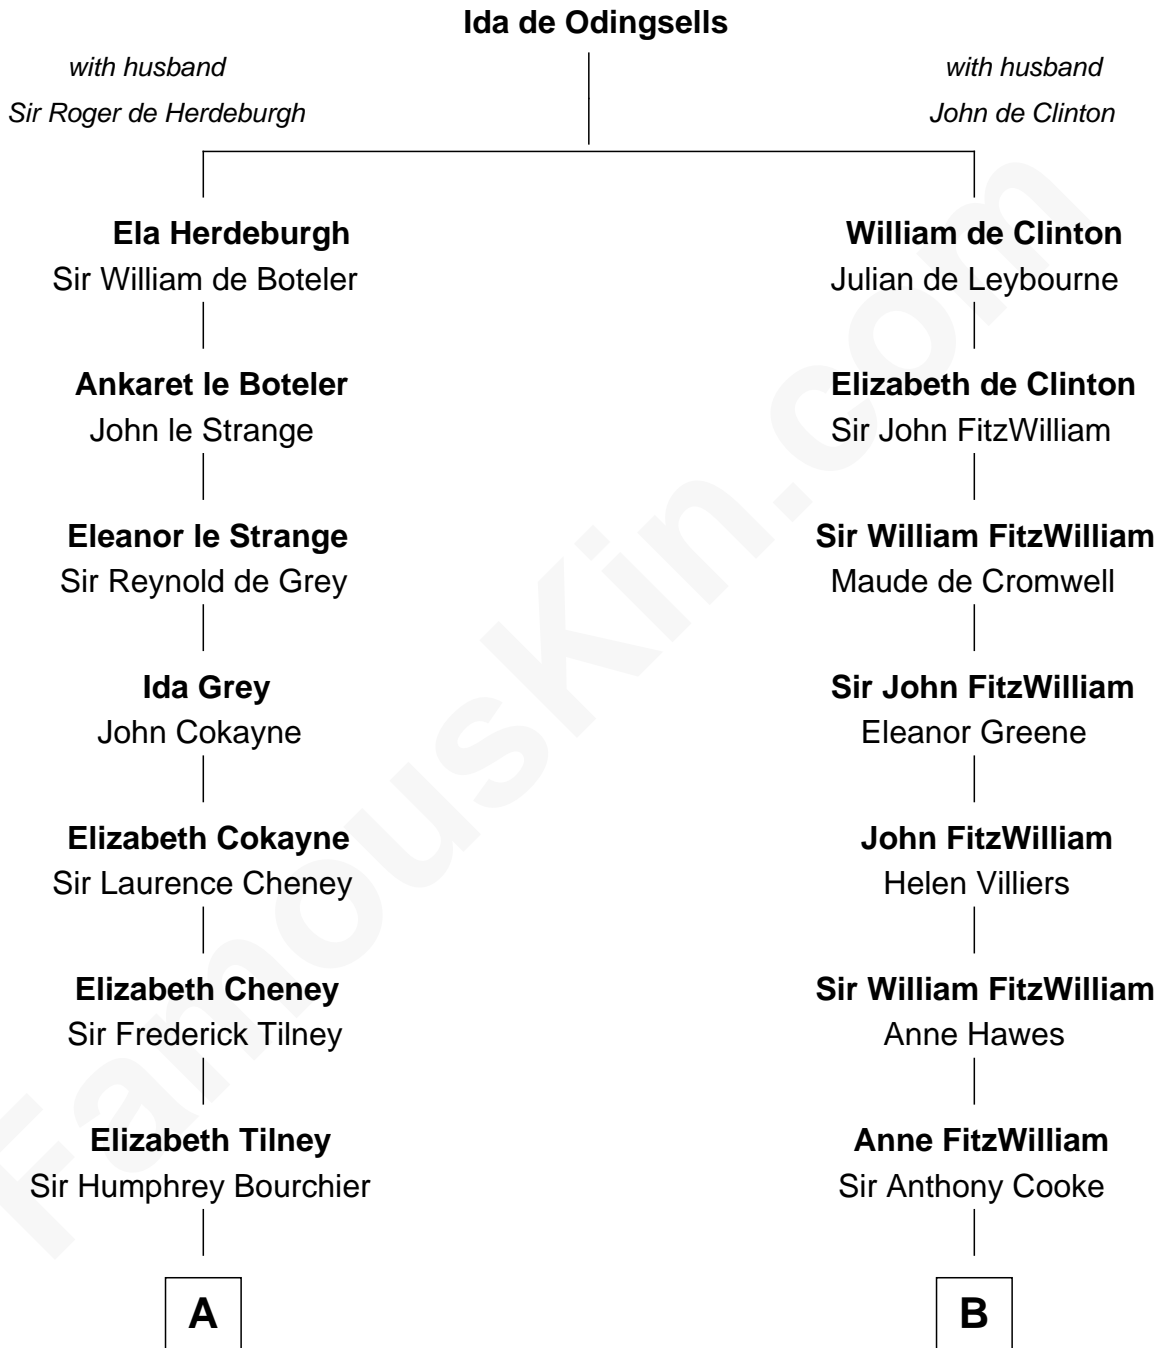 Ida de Odingsells
with husband
Sir Roger de Herdeburgh
with husband
John de Clinton
Ela Herdeburgh
Sir William de Boteler
William de Clinton
Julian de Leybourne
Ankaret le Boteler
John le Strange
Elizabeth de Clinton
Sir John FitzWilliam
Eleanor le Strange
Sir Reynold de Grey
Sir William FitzWilliam
Maude de Cromwell
Ida Grey
John Cokayne
Sir John FitzWilliam
Eleanor Greene
Elizabeth Cokayne
Sir Laurence Cheney
John FitzWilliam
Helen Villiers
Elizabeth Cheney
Sir Frederick Tilney
Sir William FitzWilliam
Anne Hawes
Elizabeth Tilney
Sir Humphrey Bourchier
Anne FitzWilliam
Sir Anthony Cooke
A
B
FamousKin.com